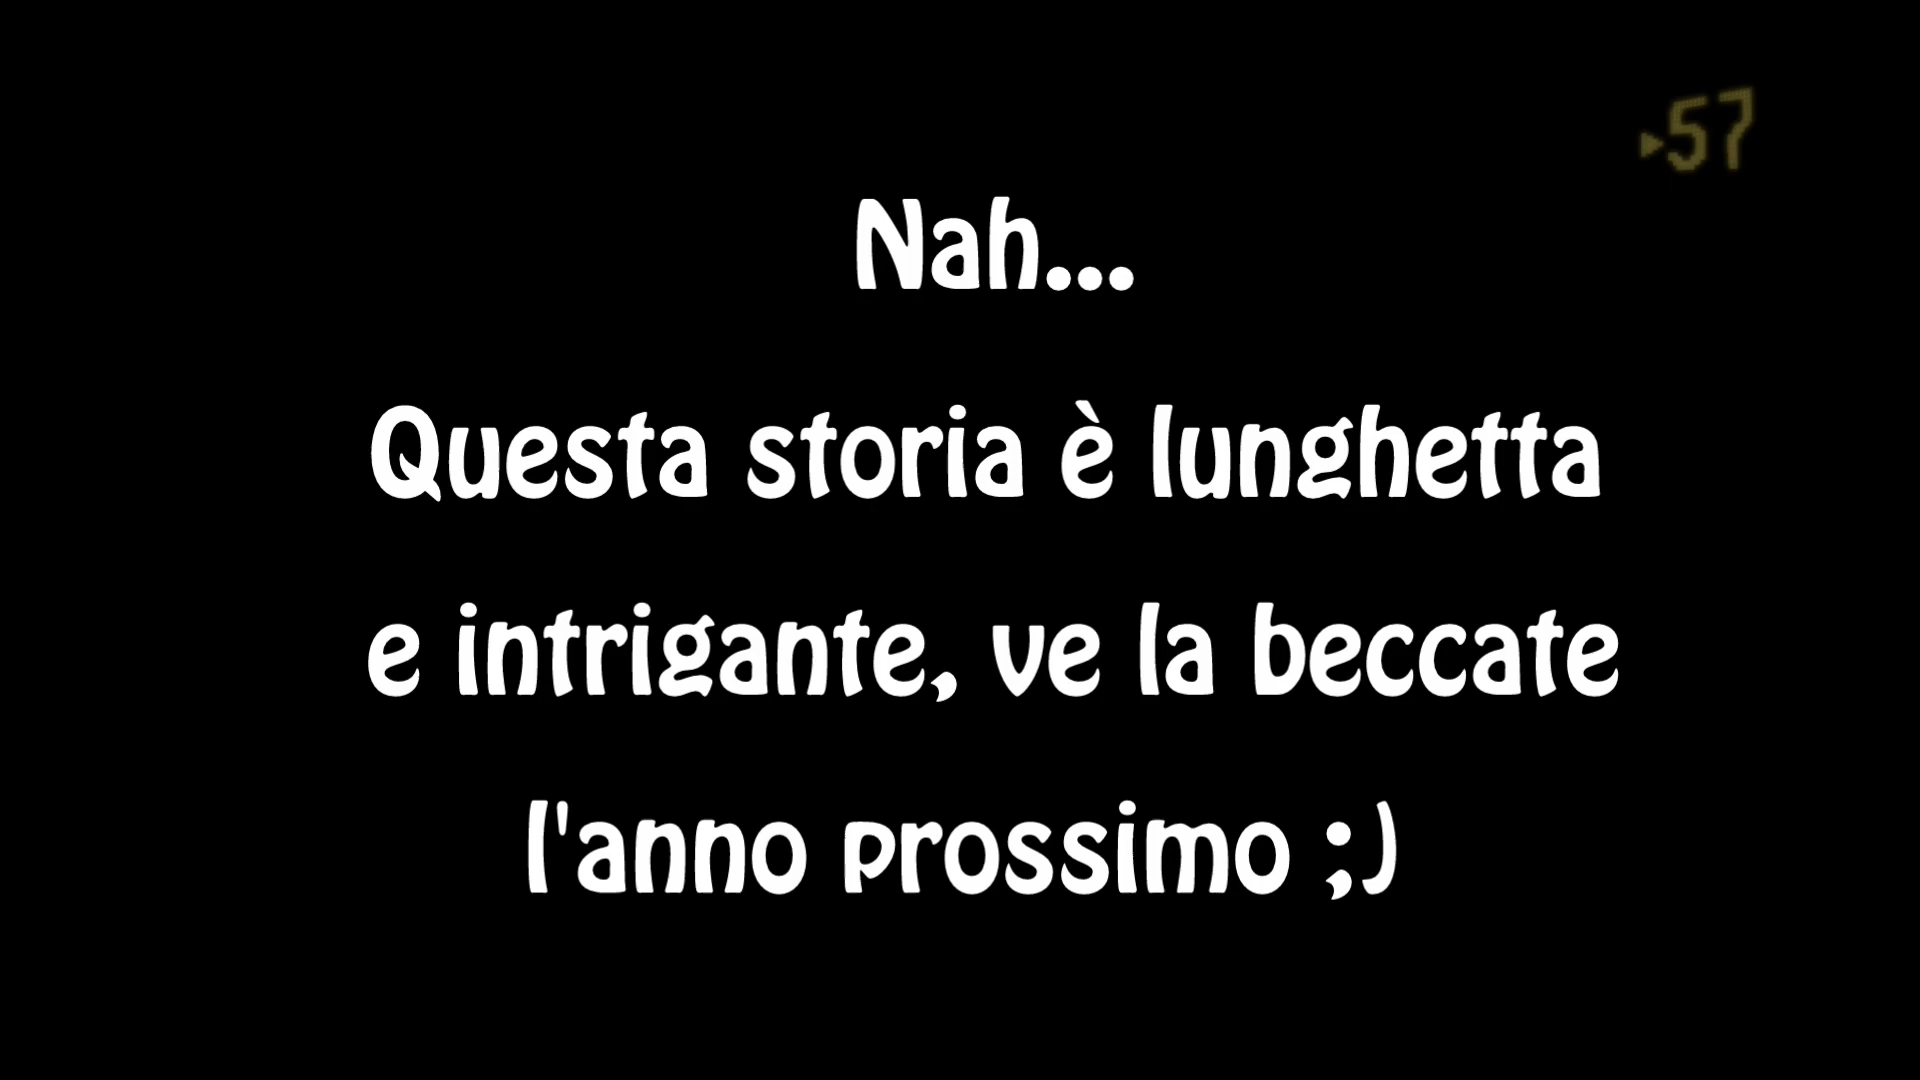 ▸57
Nah...
Questa storia è lunghetta
e intrigante, ve la beccate
l'anno prossimo ;)